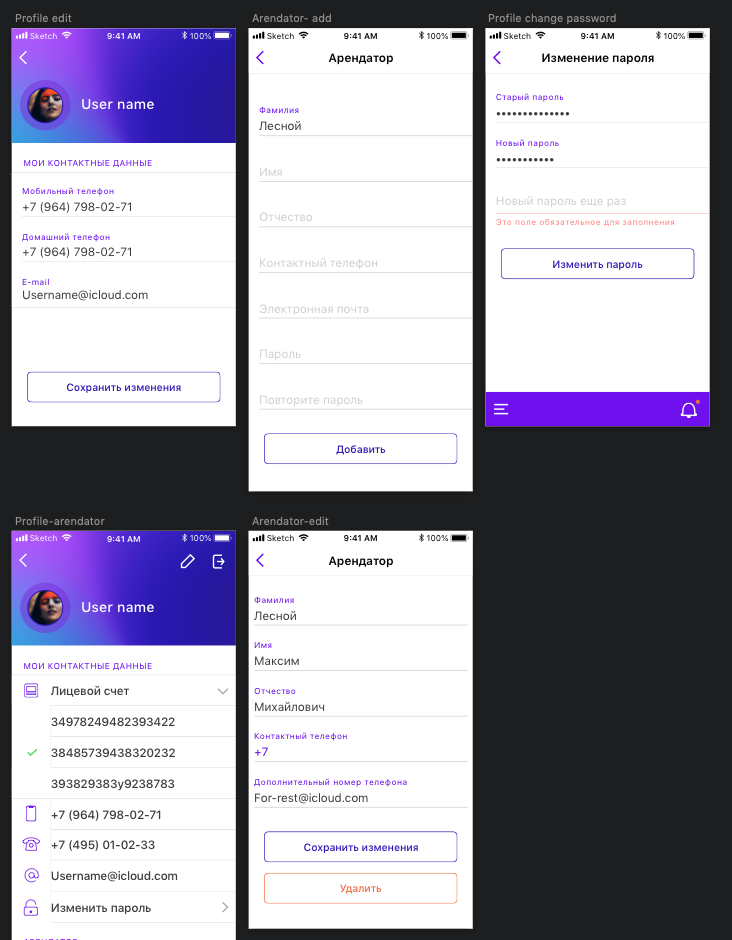 Profile edit
Sketch 9:41 AM 100%
User name
МОИ КОНТАКТНЫЕ ДАННЫЕ
Мобильный телефон
+7 (964) 798-02-71
Домашний телефон
+7 (964) 798-02-71
E-mail
Username@icloud.com
Сохранить изменения
Arendator- add
Sketch 9:41 AM 100%
Арендатор
Фамилия
Лесной
Имя
Отчество
Контактный телефон
Электронная почта
Пароль
Повторите пароль
Добавить
Profile change password
Sketch 9:41 AM 100%
Изменение пароля
Старый пароль
••••••••••••••
Новый пароль
•••••••••••
Новый пароль еще раз
Это поле обязательное для заполнения
Изменить пароль
Profile-arendator
Sketch 9:41 AM 100%
User name
МОИ КОНТАКТНЫЕ ДАННЫЕ
Лицевой счет
34978249482393422
38485739438320232
393829383y9238783
+7 (964) 798-02-71
+7 (495) 01-02-33
Username@icloud.com
Изменить пароль
Arendator-edit
Sketch 9:41 AM 100%
Арендатор
Фамилия
Лесной
Имя
Максим
Отчество
Михайлович
Контактный телефон
+7
Дополнительный номер телефона
For-rest@icloud.com
Сохранить изменения
Удалить